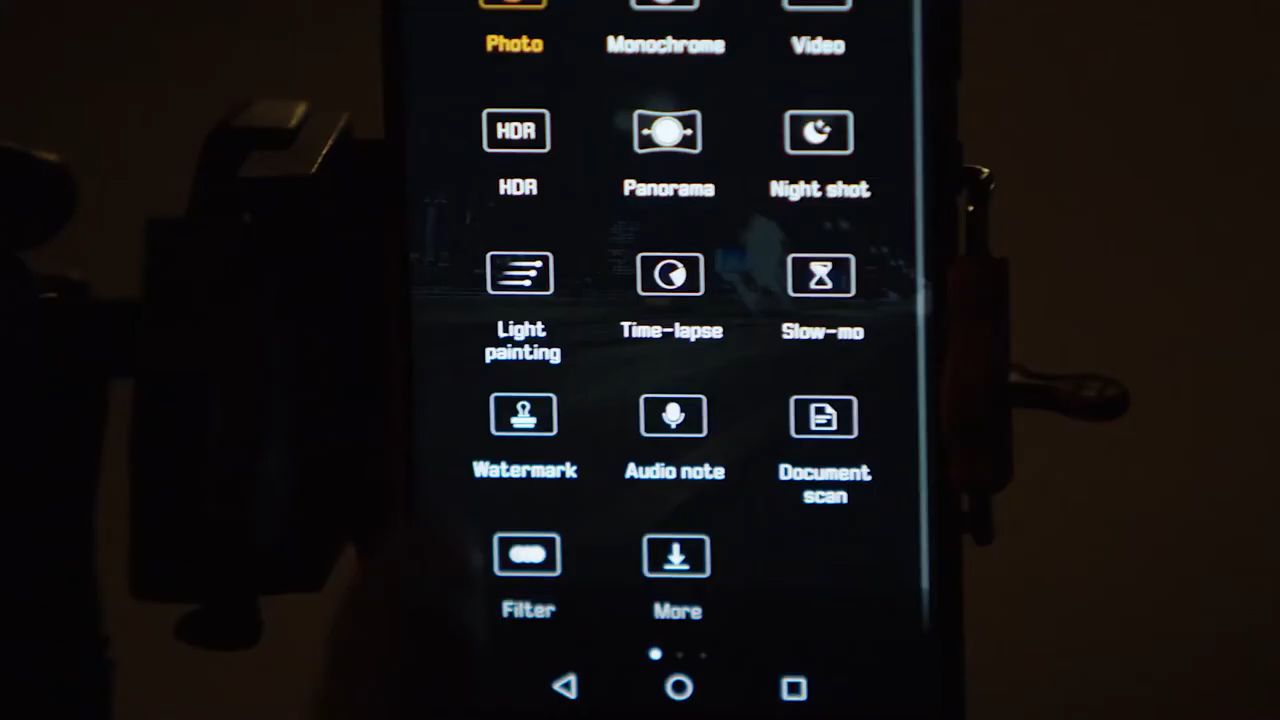 Photo Monochrome Video
HDR
HDR Panorama Night shot
Light Time-lapse Slow-mo
painting
Watermark Audio note Document
scan
Filter More